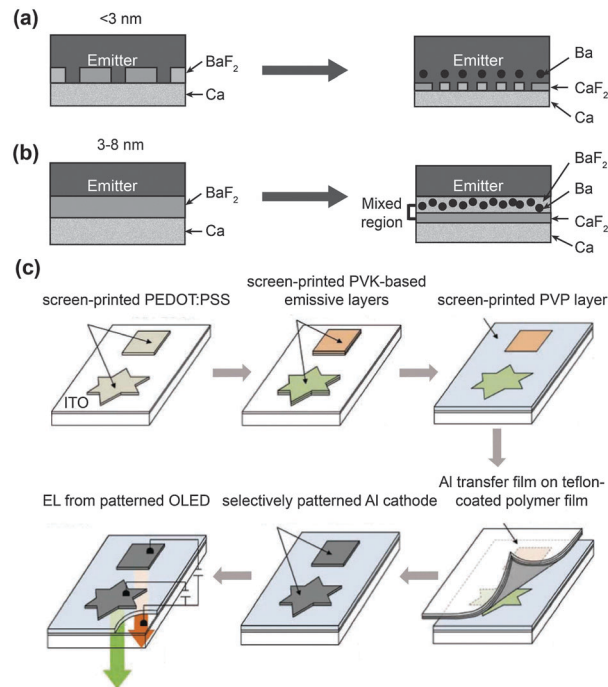 (a)
<3 nm
Emitter
BaF₂
Ca
Emitter
Ba
CaF₂
Ca
(b)
3-8 nm
Emitter
BaF₂
Ca
Emitter
Mixed
region
BaF₂
Ba
CaF₂
Ca
(c)
screen-printed PEDOT:PSS
ITO
screen-printed PVK-based
emissive layers
screen-printed PVP layer
Al transfer film on teflon-
coated polymer film
selectively patterned Al cathode
EL from patterned OLED